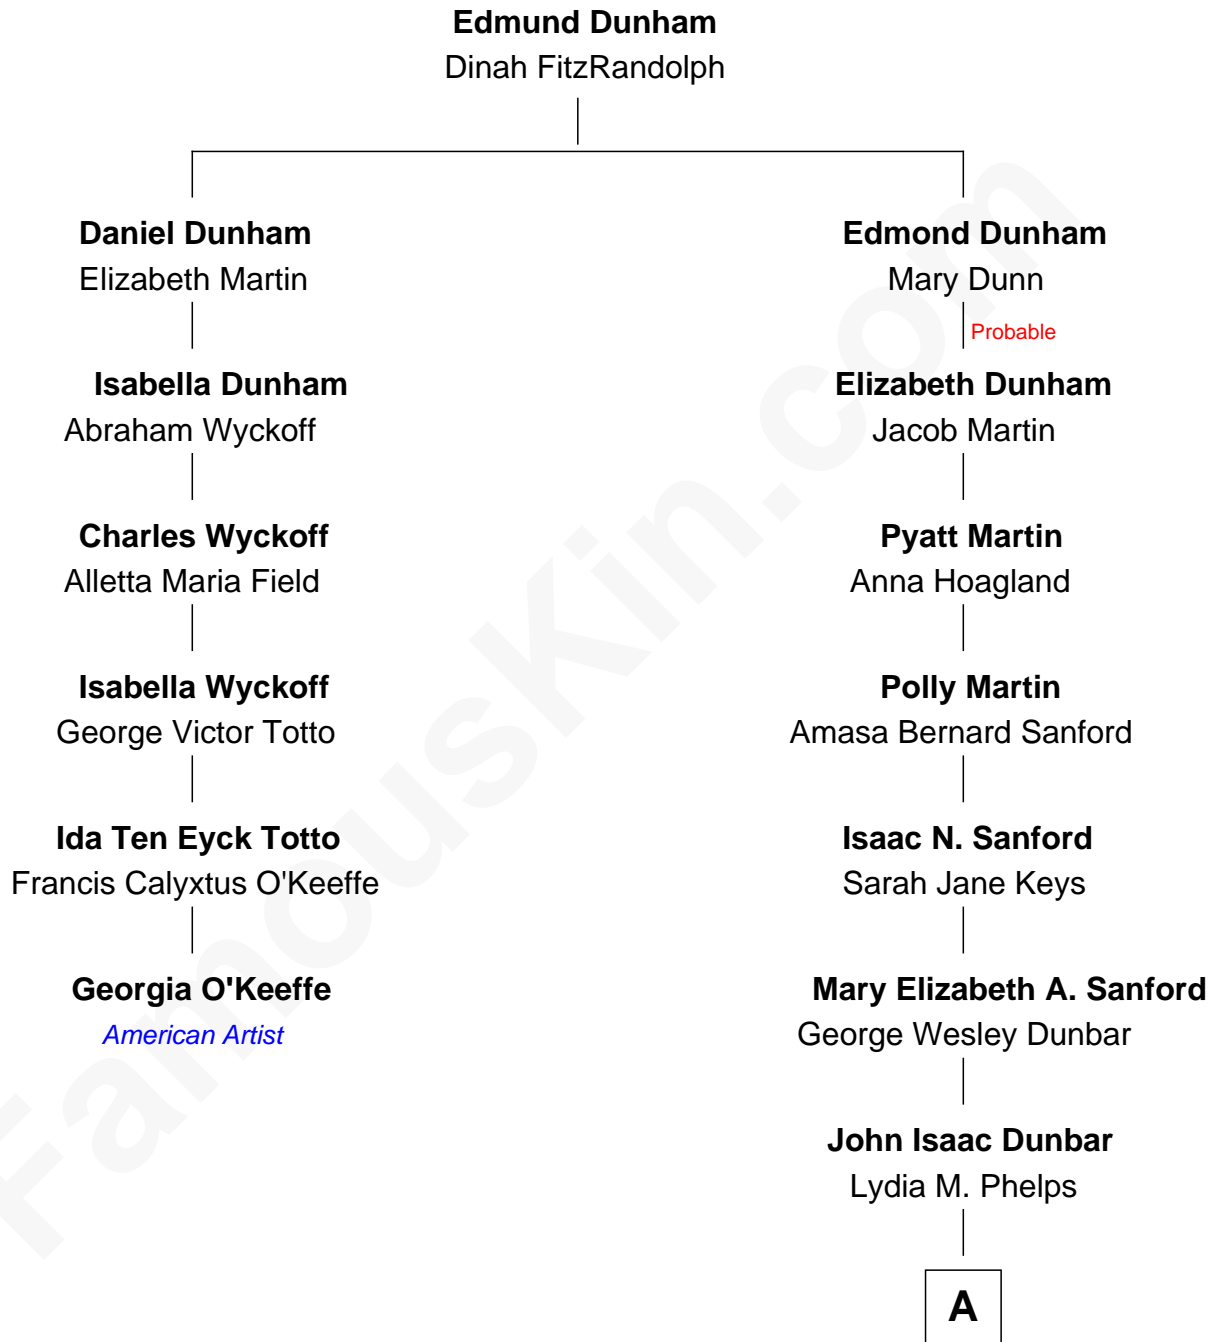 Edmund Dunham
Dinah FitzRandolph
Daniel Dunham
Elizabeth Martin
Isabella Dunham
Abraham Wyckoff
Charles Wyckoff
Alletta Maria Field
Isabella Wyckoff
George Victor Totto
Ida Ten Eyck Totto
Francis Calyxtus O'Keeffe
Georgia O'Keeffe
American Artist
Edmond Dunham
Mary Dunn
Probable
Elizabeth Dunham
Jacob Martin
Pyatt Martin
Anna Hoagland
Polly Martin
Amasa Bernard Sanford
Isaac N. Sanford
Sarah Jane Keys
Mary Elizabeth A. Sanford
George Wesley Dunbar
John Isaac Dunbar
Lydia M. Phelps
A
FamousKin.com